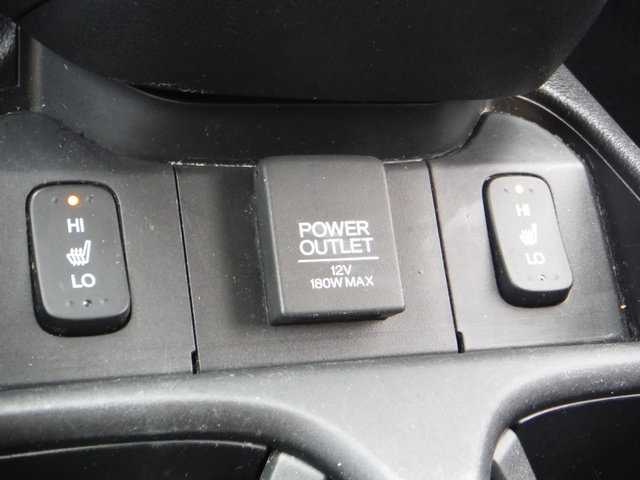 HI
LO
POWER
OUTLET
12V
180W MAX
HI
LO